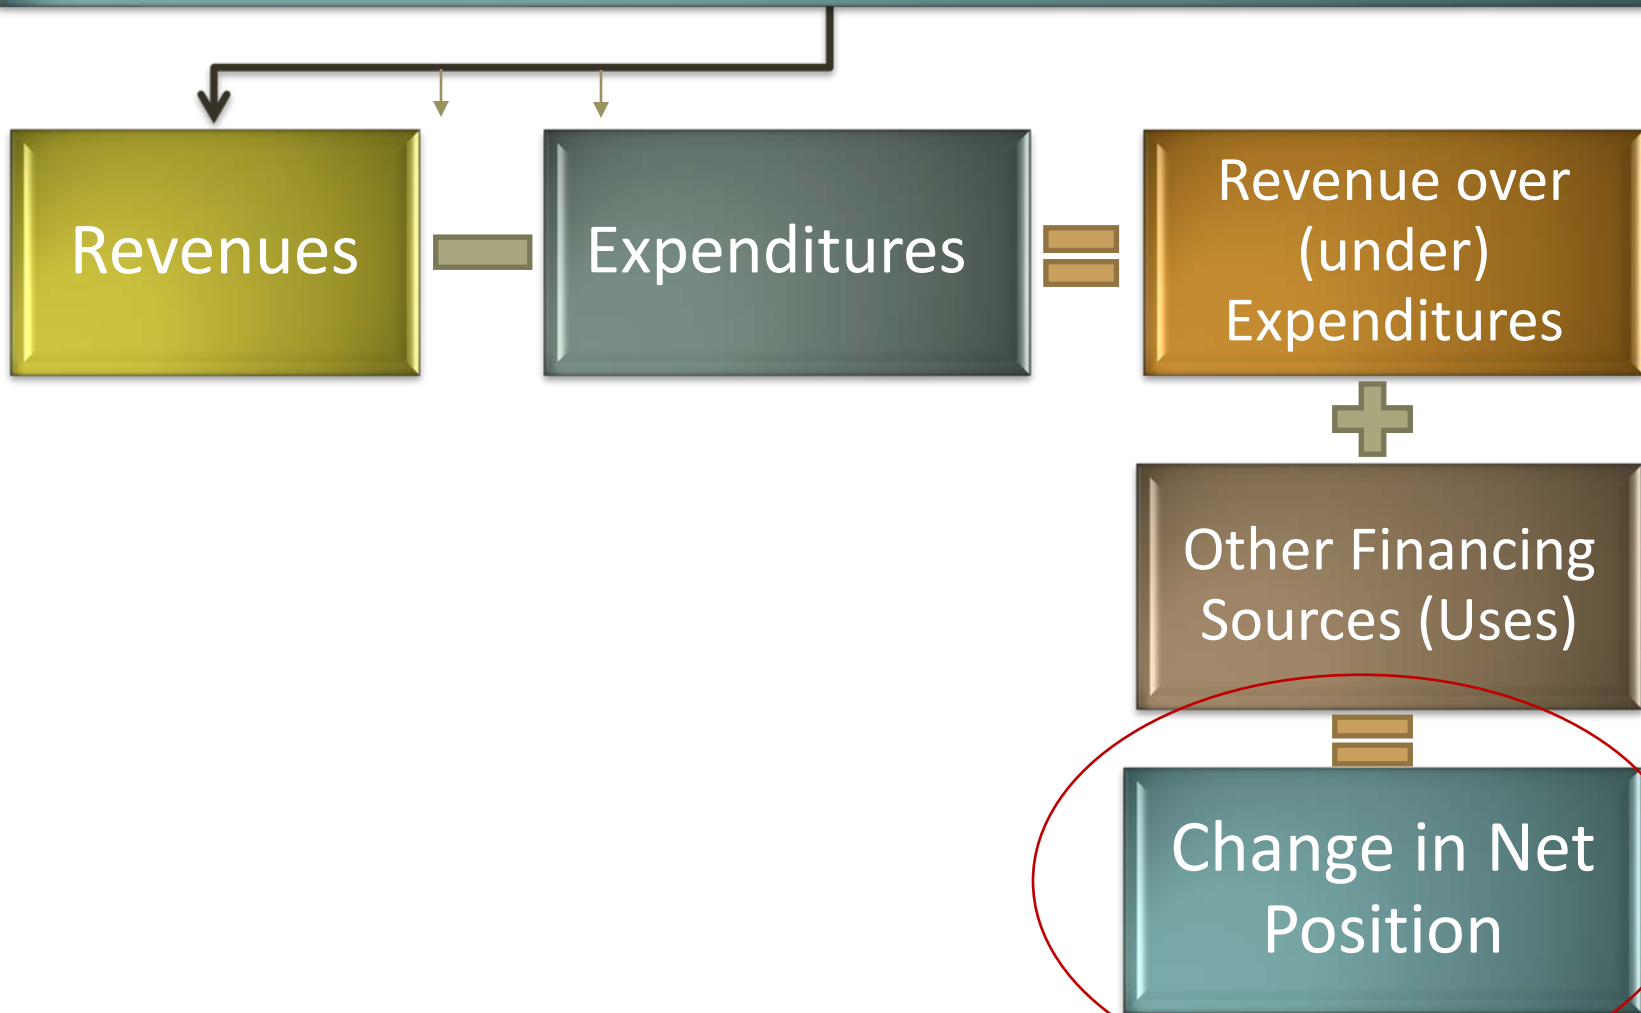 Revenues
Expenditures
Revenue over
(under)
Expenditures
Other Financing
Sources (Uses)
Change in Net
Position